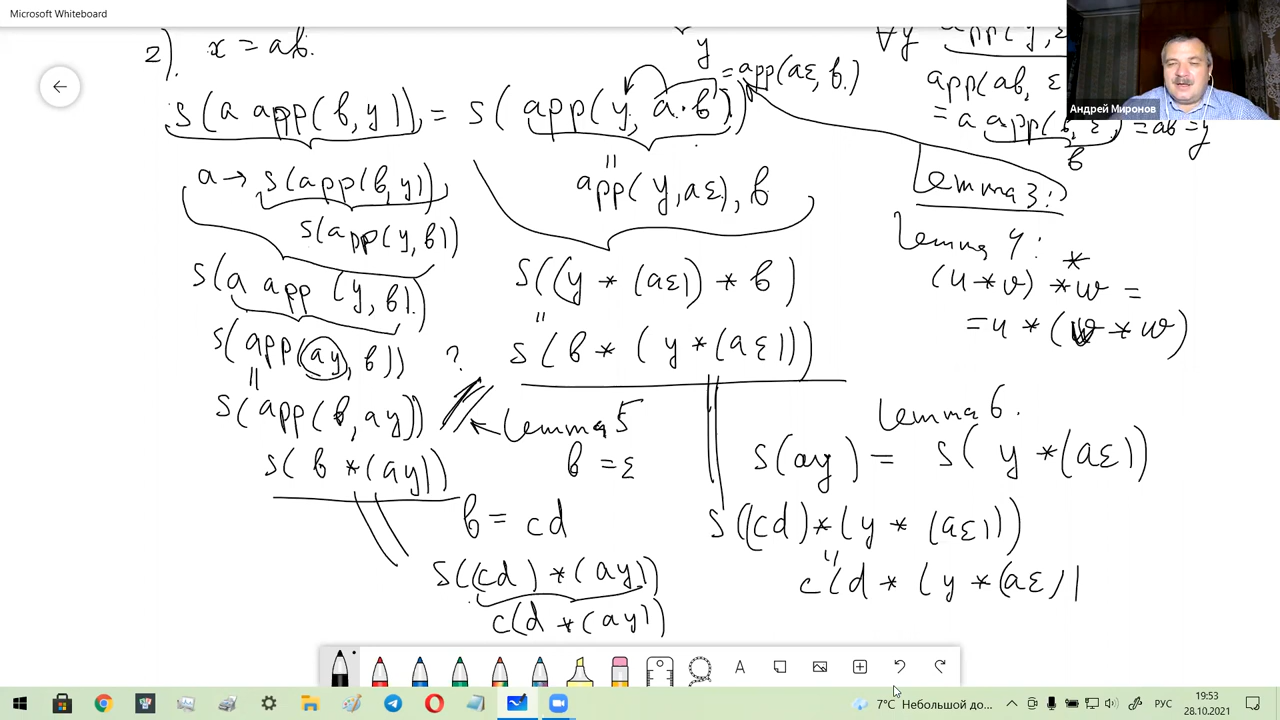 Microsoft Whiteboard
2). x = ab.
y
= app(aε, b.)
∀y app(y, ε
app(ab, ε
= a app(b, ε) = ab = y
b
Андрей Миронов
s(a app(b, y)) = s(app(y, a·b))
a → s(app(b, y))
s(app(y, b))
"
app(y, aε), b
Lemma 3:
Lemma 4:
*
(u * v) * w =
= u * (v * w)
s(a app (y, b).)
s((y * (aε)) * b)
"
s(app(ay, b)) ?
s(b * (y * (aε)))
"
s(app(b, ay))
← Lemma 5
b = ε
s(b * (ay))
Lemma 6.
s(ay) = s(y * (aε))
b = cd
s((cd) * (y * (aε)))
"
c(d * (y * (aε))
s((cd) * (ay))
c(d * (ay))
7°C Небольшой до...
РУС
19:53
28.10.2021